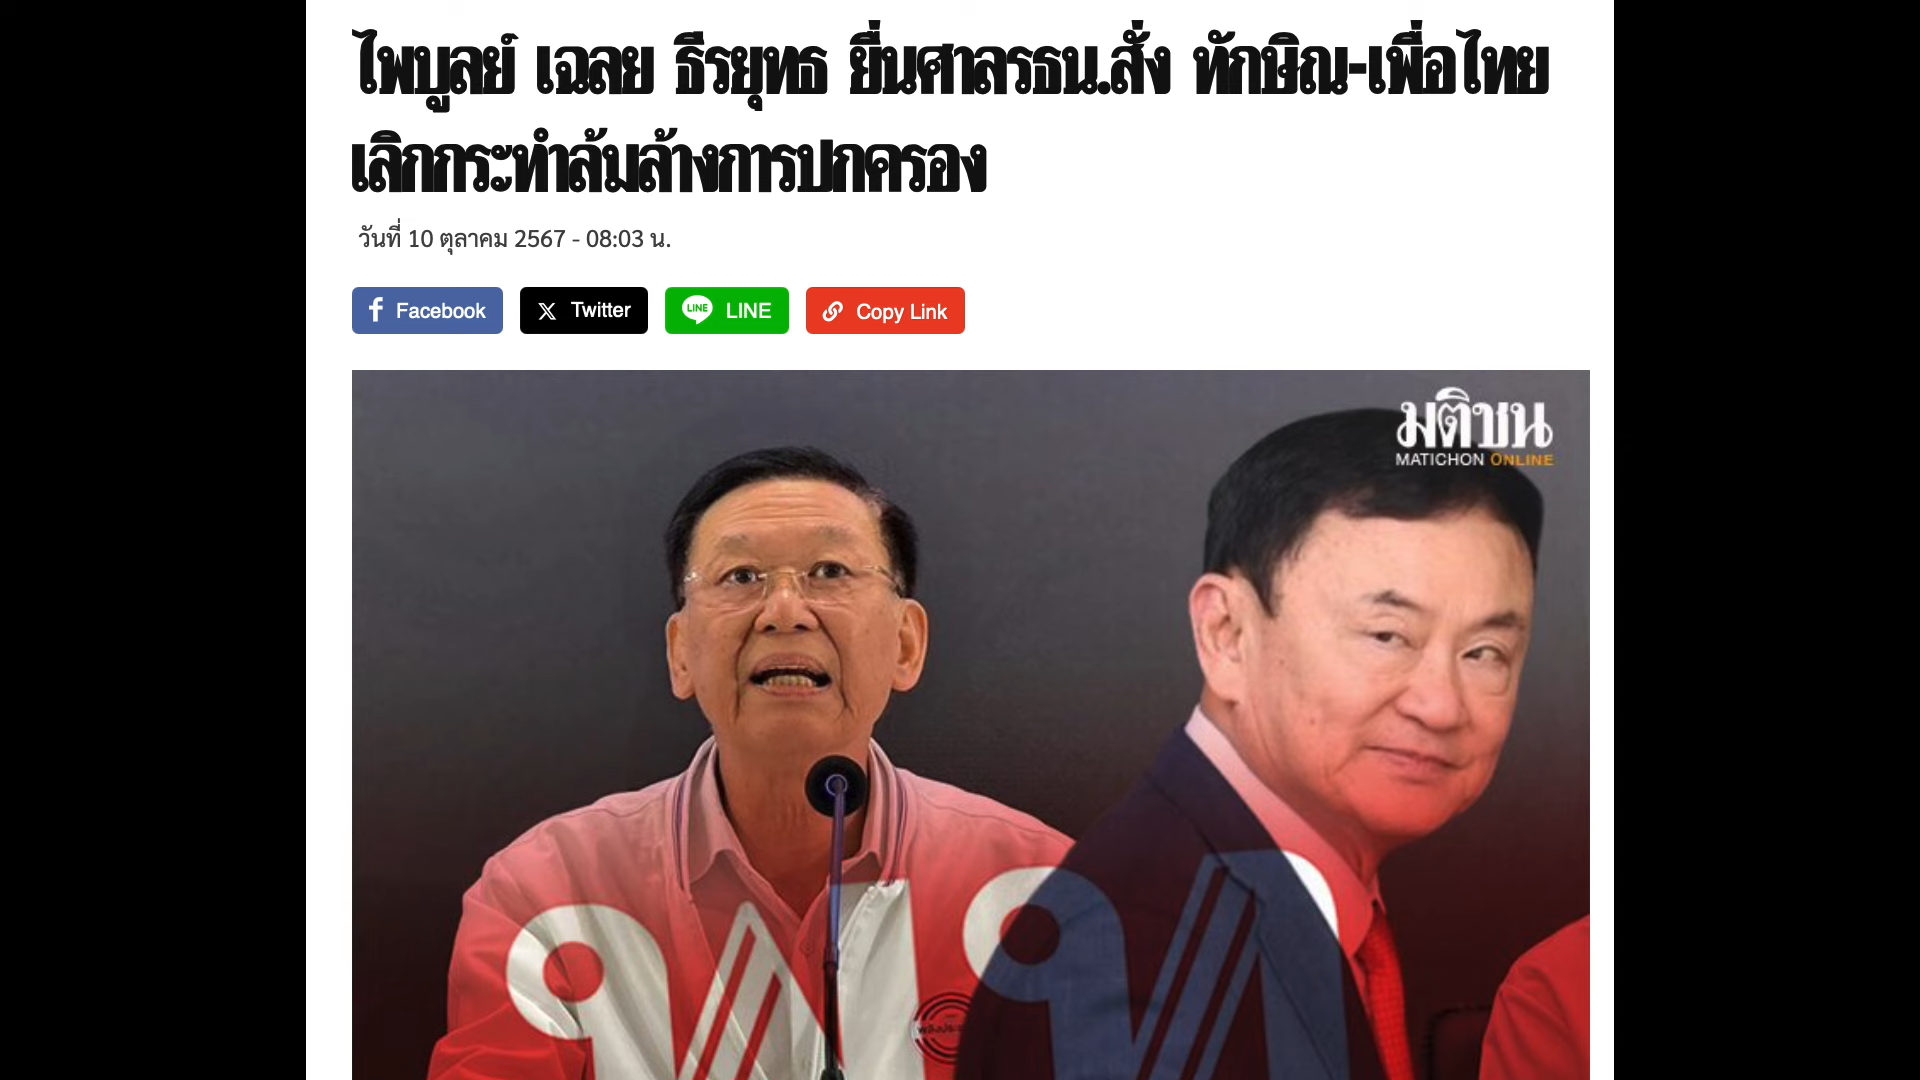 ไพบูลย์ เฉลย ธีรยุทธ ยื่นศาลรธน.สั่ง ทักษิณ-เพื่อไทย
เลิกกระทำล้มล้างการปกครอง
วันที่ 10 ตุลาคม 2567 - 08:03 น.
Facebook
Twitter
LINE LINE
Copy Link
มติชน
MATICHON ONLINE